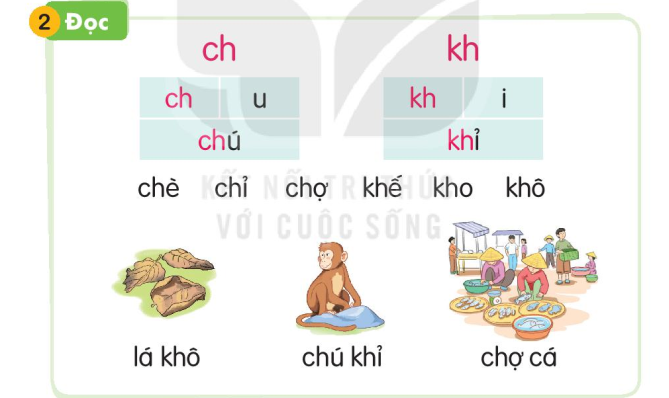 2 Đọc
ch kh
ch u kh i
chú khỉ
chè chỉ chợ khế kho khô
KẾT NỐI TRI THỨC
VỚI CUỘC SỐNG
lá khô chú khỉ chợ cá